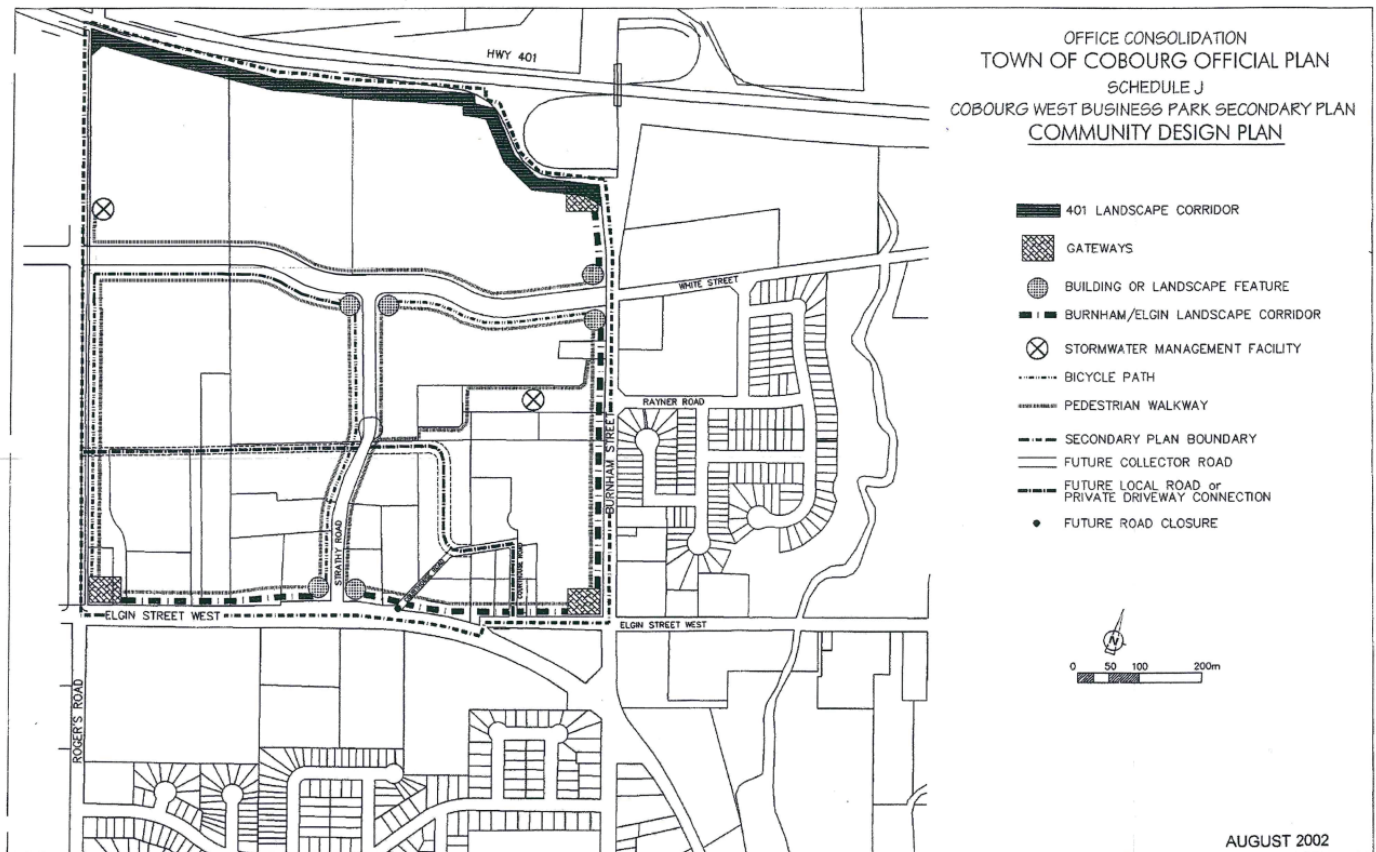 OFFICE CONSOLIDATION
TOWN OF COBOURG OFFICIAL PLAN
SCHEDULE J
COBOURG WEST BUSINESS PARK SECONDARY PLAN
COMMUNITY DESIGN PLAN
401 LANDSCAPE CORRIDOR
GATEWAYS
BUILDING OR LANDSCAPE FEATURE
BURNHAM/ELGIN LANDSCAPE CORRIDOR
STORMWATER MANAGEMENT FACILITY
BICYCLE PATH
PEDESTRIAN WALKWAY
SECONDARY PLAN BOUNDARY
FUTURE COLLECTOR ROAD
FUTURE LOCAL ROAD or
PRIVATE DRIVEWAY CONNECTION
FUTURE ROAD CLOSURE
N
0 50 100 200m
AUGUST 2002
HWY 401
WHITE STREET
RAYNER ROAD
BURNHAM STREET
STRATHY ROAD
COURTHOUSE ROAD
ELGIN STREET WEST
ELGIN STREET WEST
ROGER'S ROAD